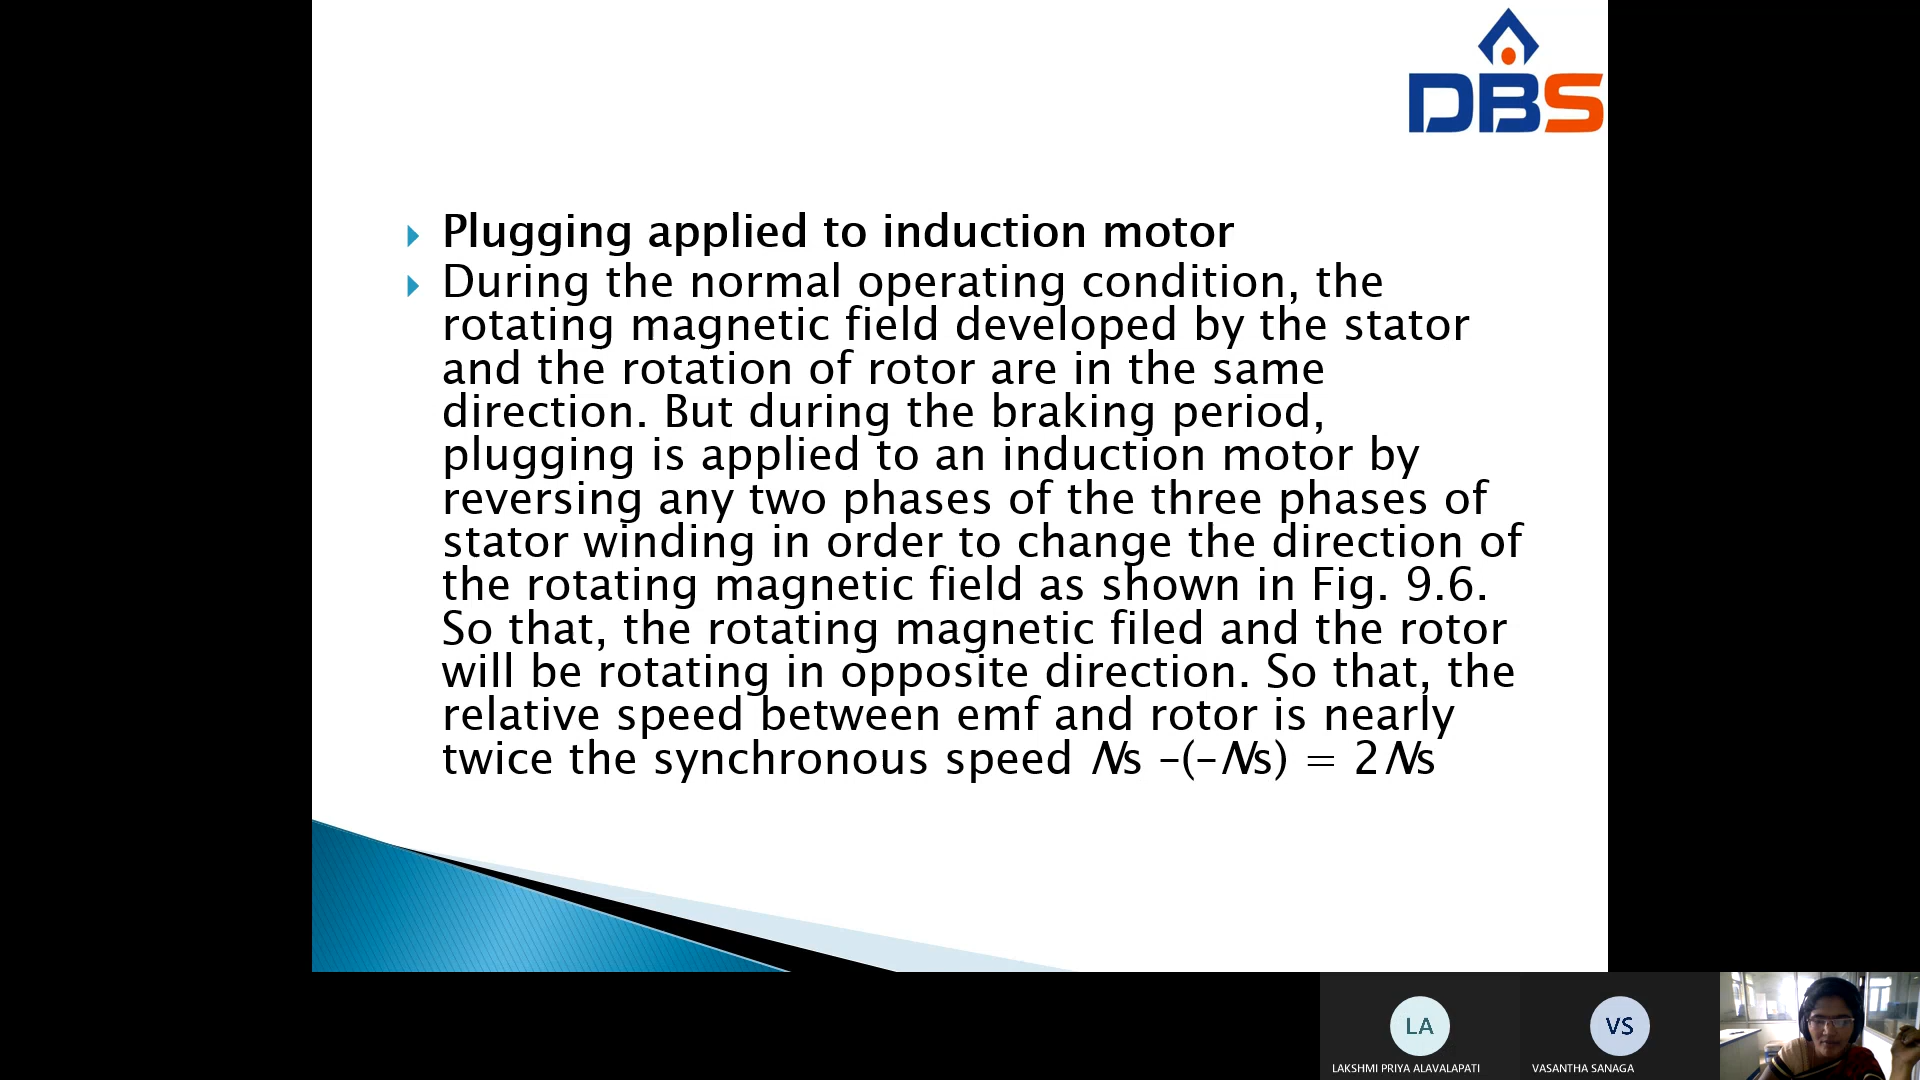 DBS
Plugging applied to induction motor
During the normal operating condition, the
rotating magnetic field developed by the stator
and the rotation of rotor are in the same
direction. But during the braking period,
plugging is applied to an induction motor by
reversing any two phases of the three phases of
stator winding in order to change the direction of
the rotating magnetic field as shown in Fig. 9.6.
So that, the rotating magnetic filed and the rotor
will be rotating in opposite direction. So that, the
relative speed between emf and rotor is nearly
twice the synchronous speed Ns –(–Ns) = 2Ns
LA
VS
LAKSHMI PRIYA ALAVALAPATI
VASANTHA SANAGA